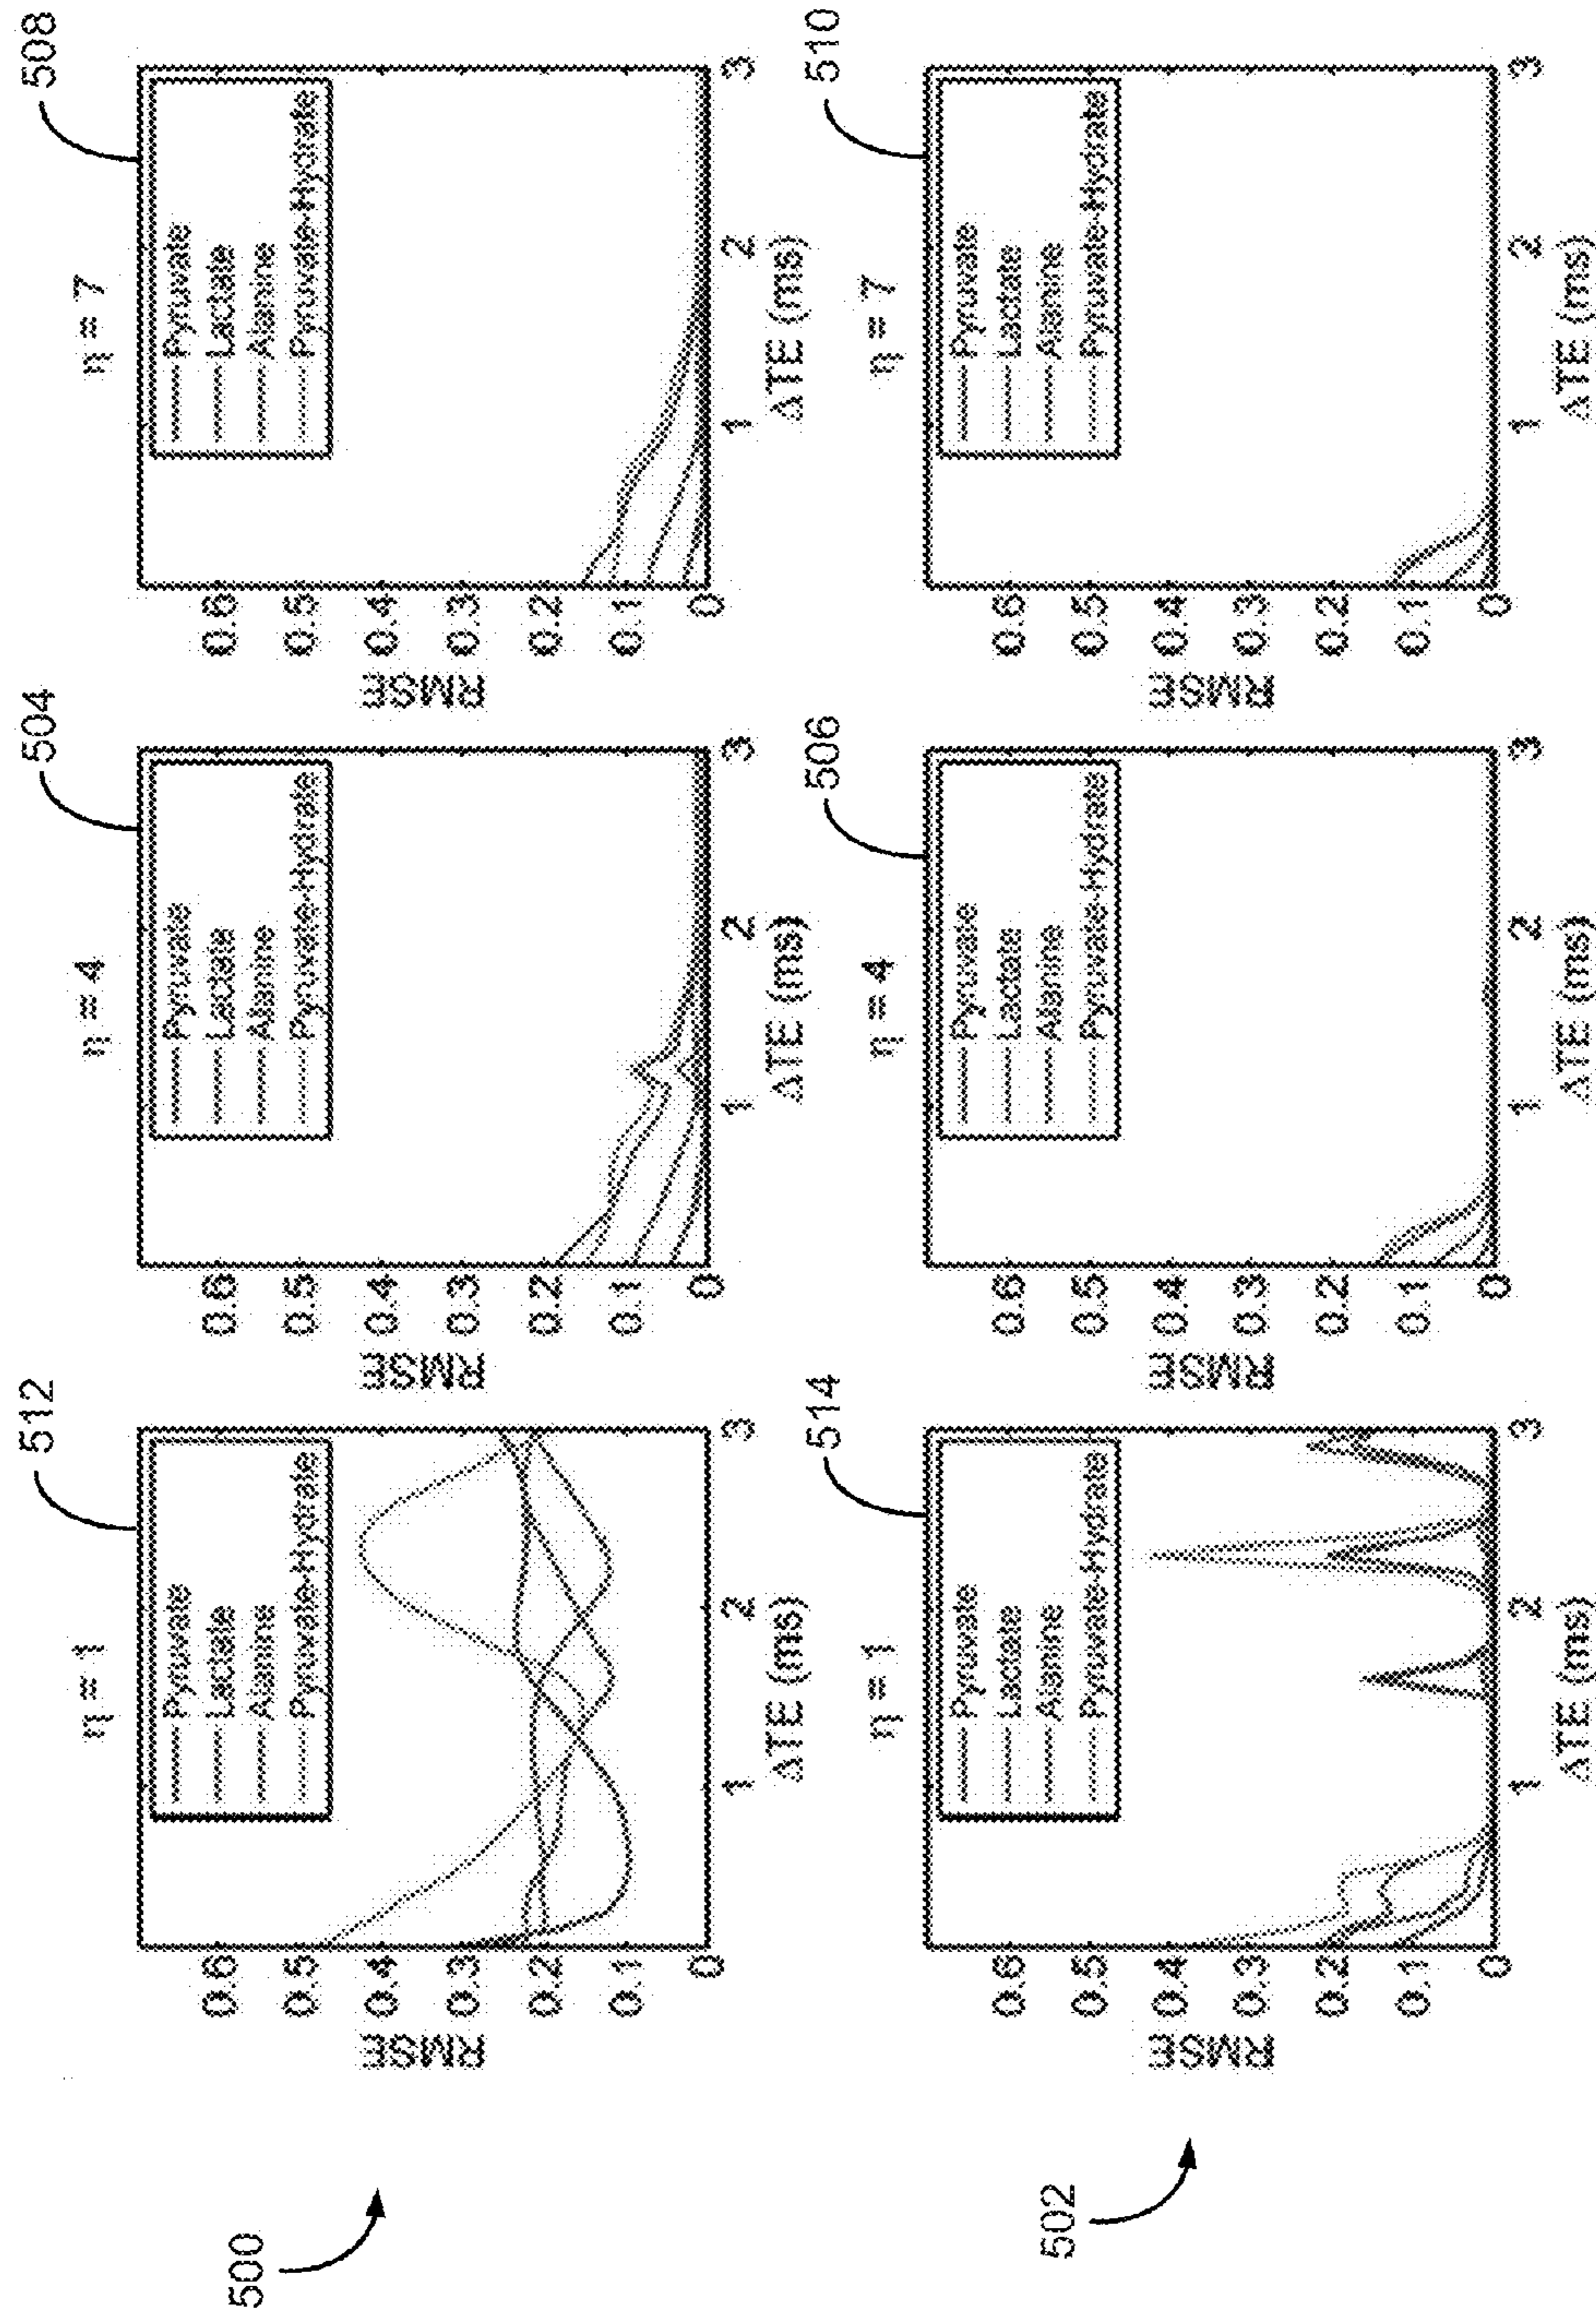 500
512
η = 1
Pyruvate
Lactate
Alanine
Pyruvate-Hydrate
RMSE
0.6
0.5
0.4
0.3
0.2
0.1
0
1
2
3
ΔTE (ms)
504
η = 4
Pyruvate
Lactate
Alanine
Pyruvate-Hydrate
RMSE
0.6
0.5
0.4
0.3
0.2
0.1
0
1
2
3
ΔTE (ms)
508
η = 7
Pyruvate
Lactate
Alanine
Pyruvate-Hydrate
RMSE
0.6
0.5
0.4
0.3
0.2
0.1
0
1
2
3
ΔTE (ms)
502
514
η = 1
Pyruvate
Lactate
Alanine
Pyruvate-Hydrate
RMSE
0.6
0.5
0.4
0.3
0.2
0.1
0
1
2
3
ΔTE (ms)
506
η = 4
Pyruvate
Lactate
Alanine
Pyruvate-Hydrate
RMSE
0.6
0.5
0.4
0.3
0.2
0.1
0
1
2
3
ΔTE (ms)
510
η = 7
Pyruvate
Lactate
Alanine
Pyruvate-Hydrate
RMSE
0.6
0.5
0.4
0.3
0.2
0.1
0
1
2
3
ΔTE (ms)